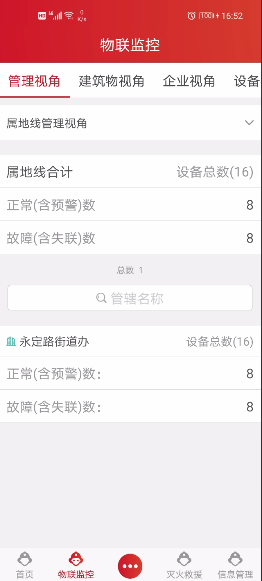 HD 5G 0 K/s 100 16:52
物联监控
管理视角 建筑物视角 企业视角 设备
属地线管理视角
属地线合计 设备总数(16)
正常(含预警)数 8
故障(含失联)数 8
总数 1
管辖名称
永定路街道办 设备总数(16)
正常(含预警)数: 8
故障(含失联)数: 8
首页 物联监控 灭火救援 信息管理